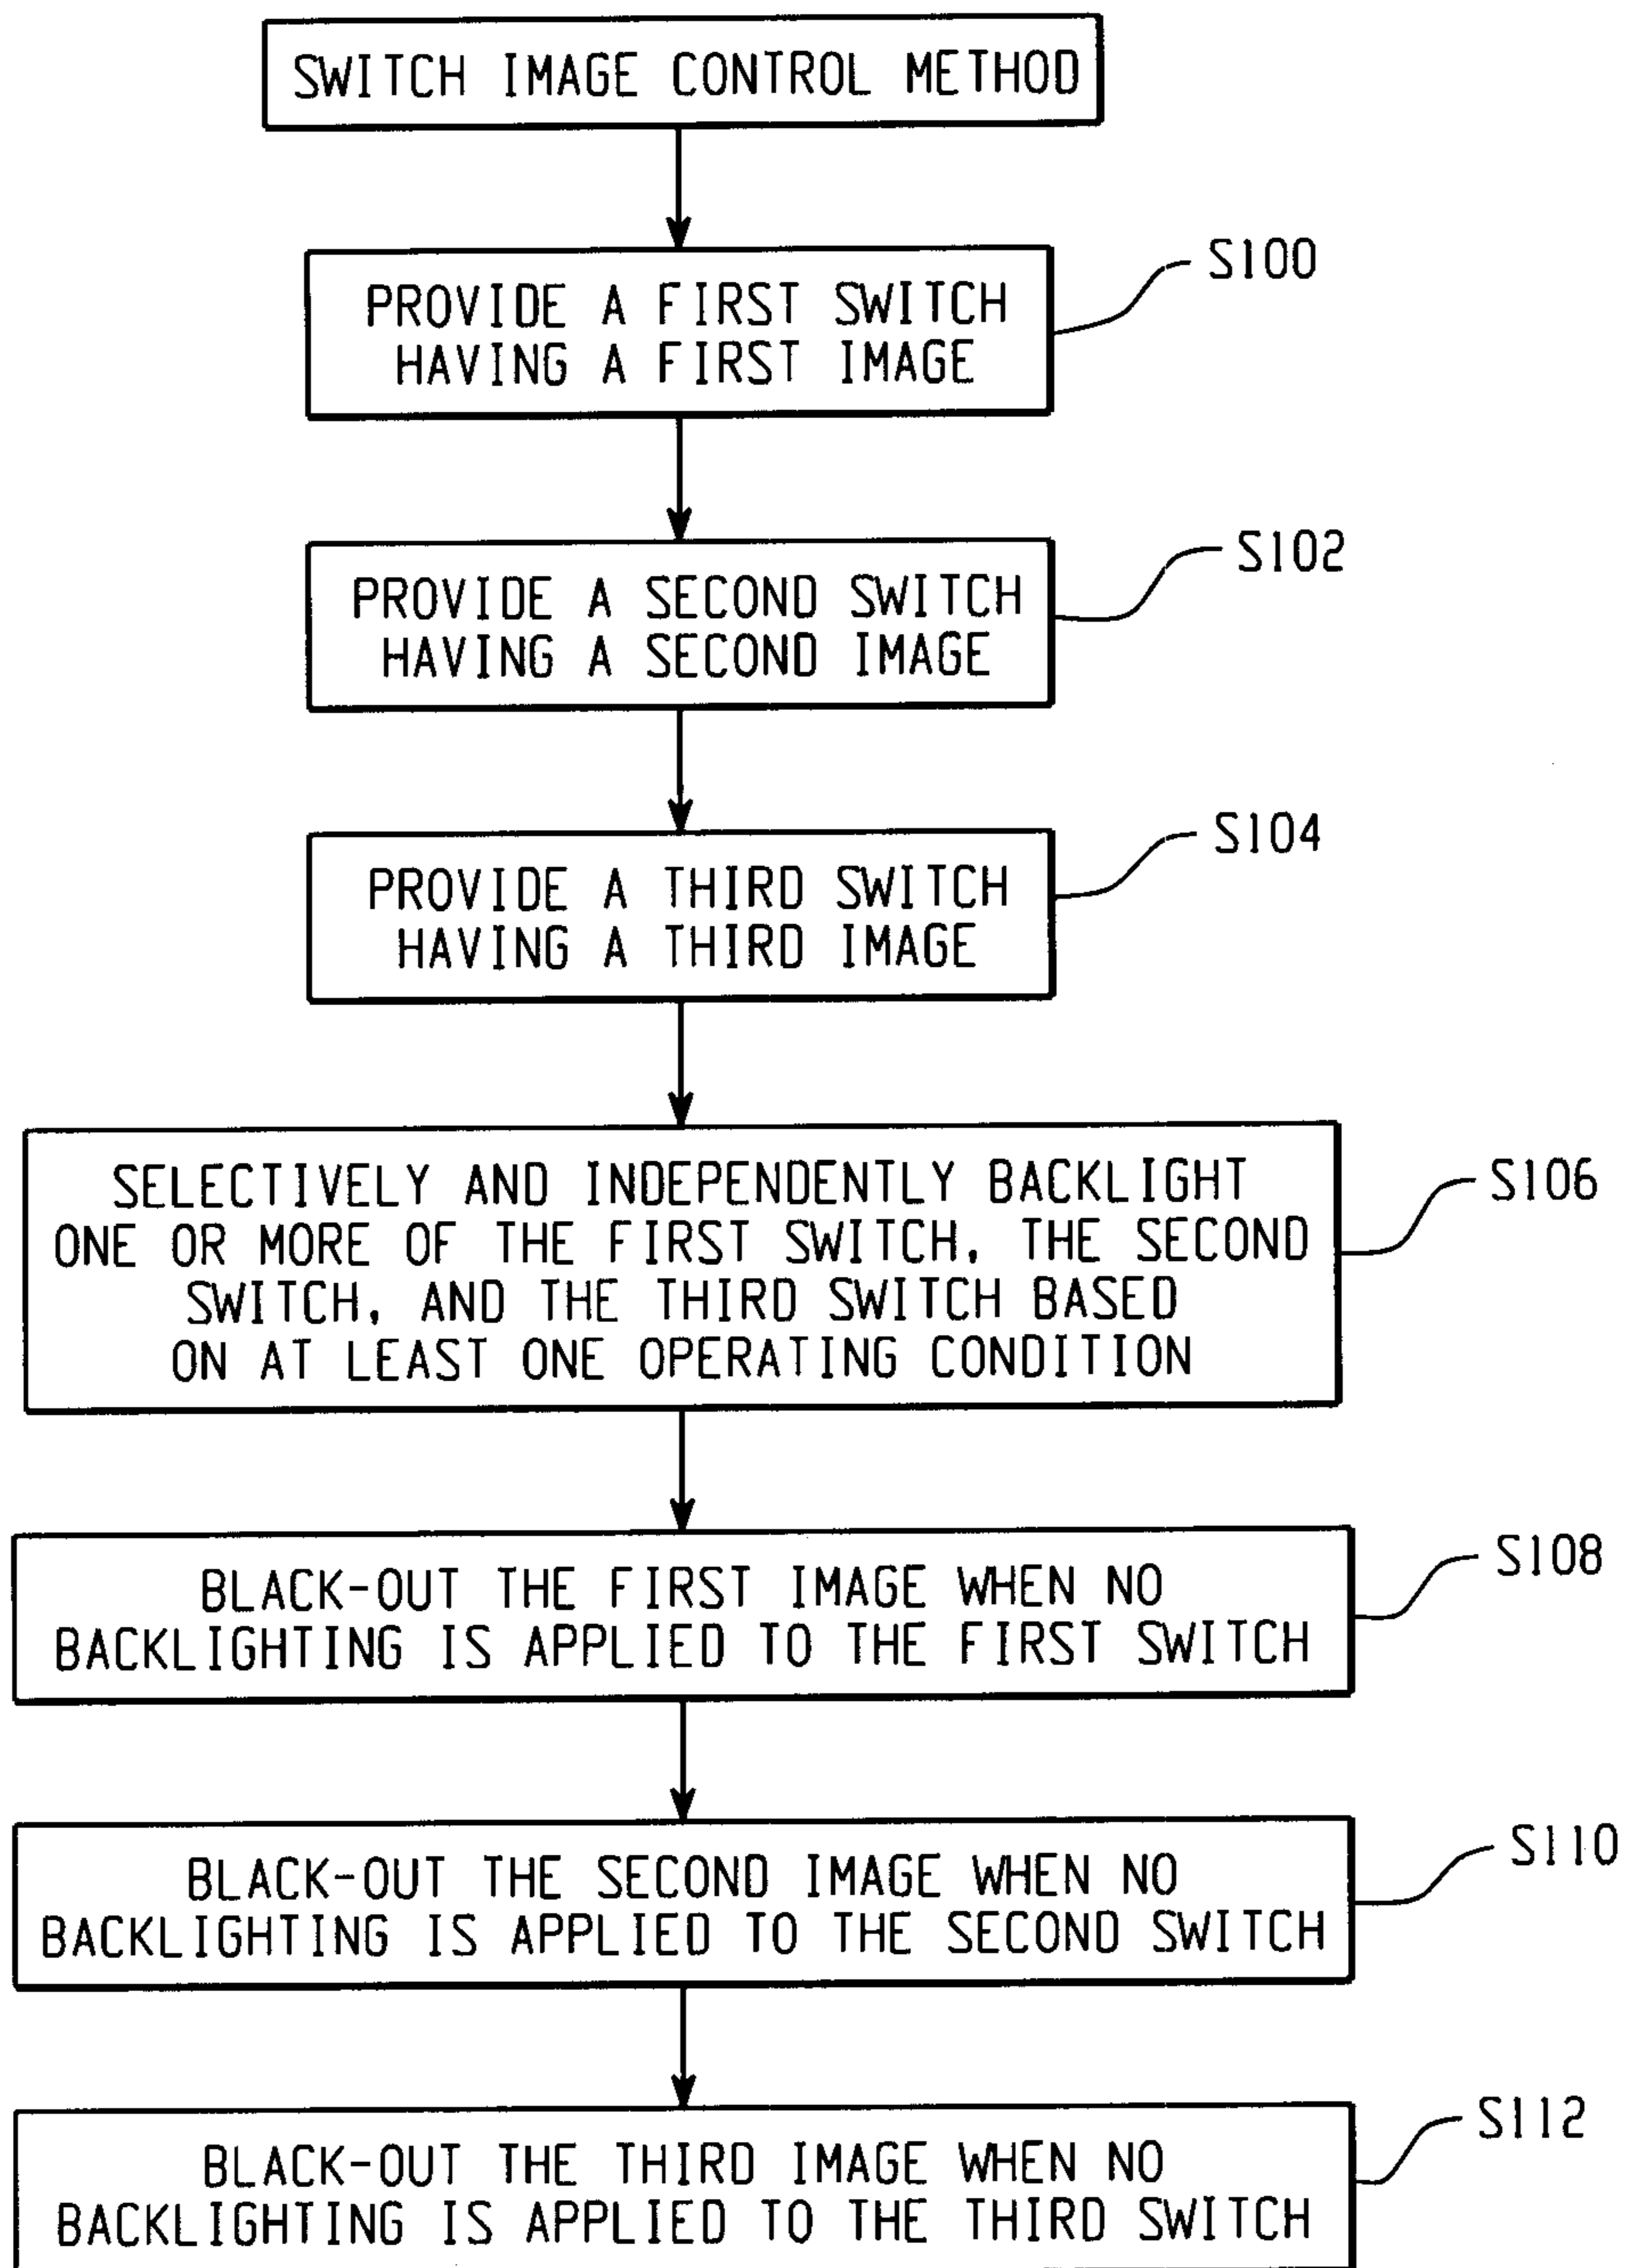 SWITCH IMAGE CONTROL METHOD
S100
PROVIDE A FIRST SWITCH
HAVING A FIRST IMAGE
S102
PROVIDE A SECOND SWITCH
HAVING A SECOND IMAGE
S104
PROVIDE A THIRD SWITCH
HAVING A THIRD IMAGE
S106
SELECTIVELY AND INDEPENDENTLY BACKLIGHT
ONE OR MORE OF THE FIRST SWITCH, THE SECOND
SWITCH, AND THE THIRD SWITCH BASED
ON AT LEAST ONE OPERATING CONDITION
S108
BLACK-OUT THE FIRST IMAGE WHEN NO
BACKLIGHTING IS APPLIED TO THE FIRST SWITCH
S110
BLACK-OUT THE SECOND IMAGE WHEN NO
BACKLIGHTING IS APPLIED TO THE SECOND SWITCH
S112
BLACK-OUT THE THIRD IMAGE WHEN NO
BACKLIGHTING IS APPLIED TO THE THIRD SWITCH